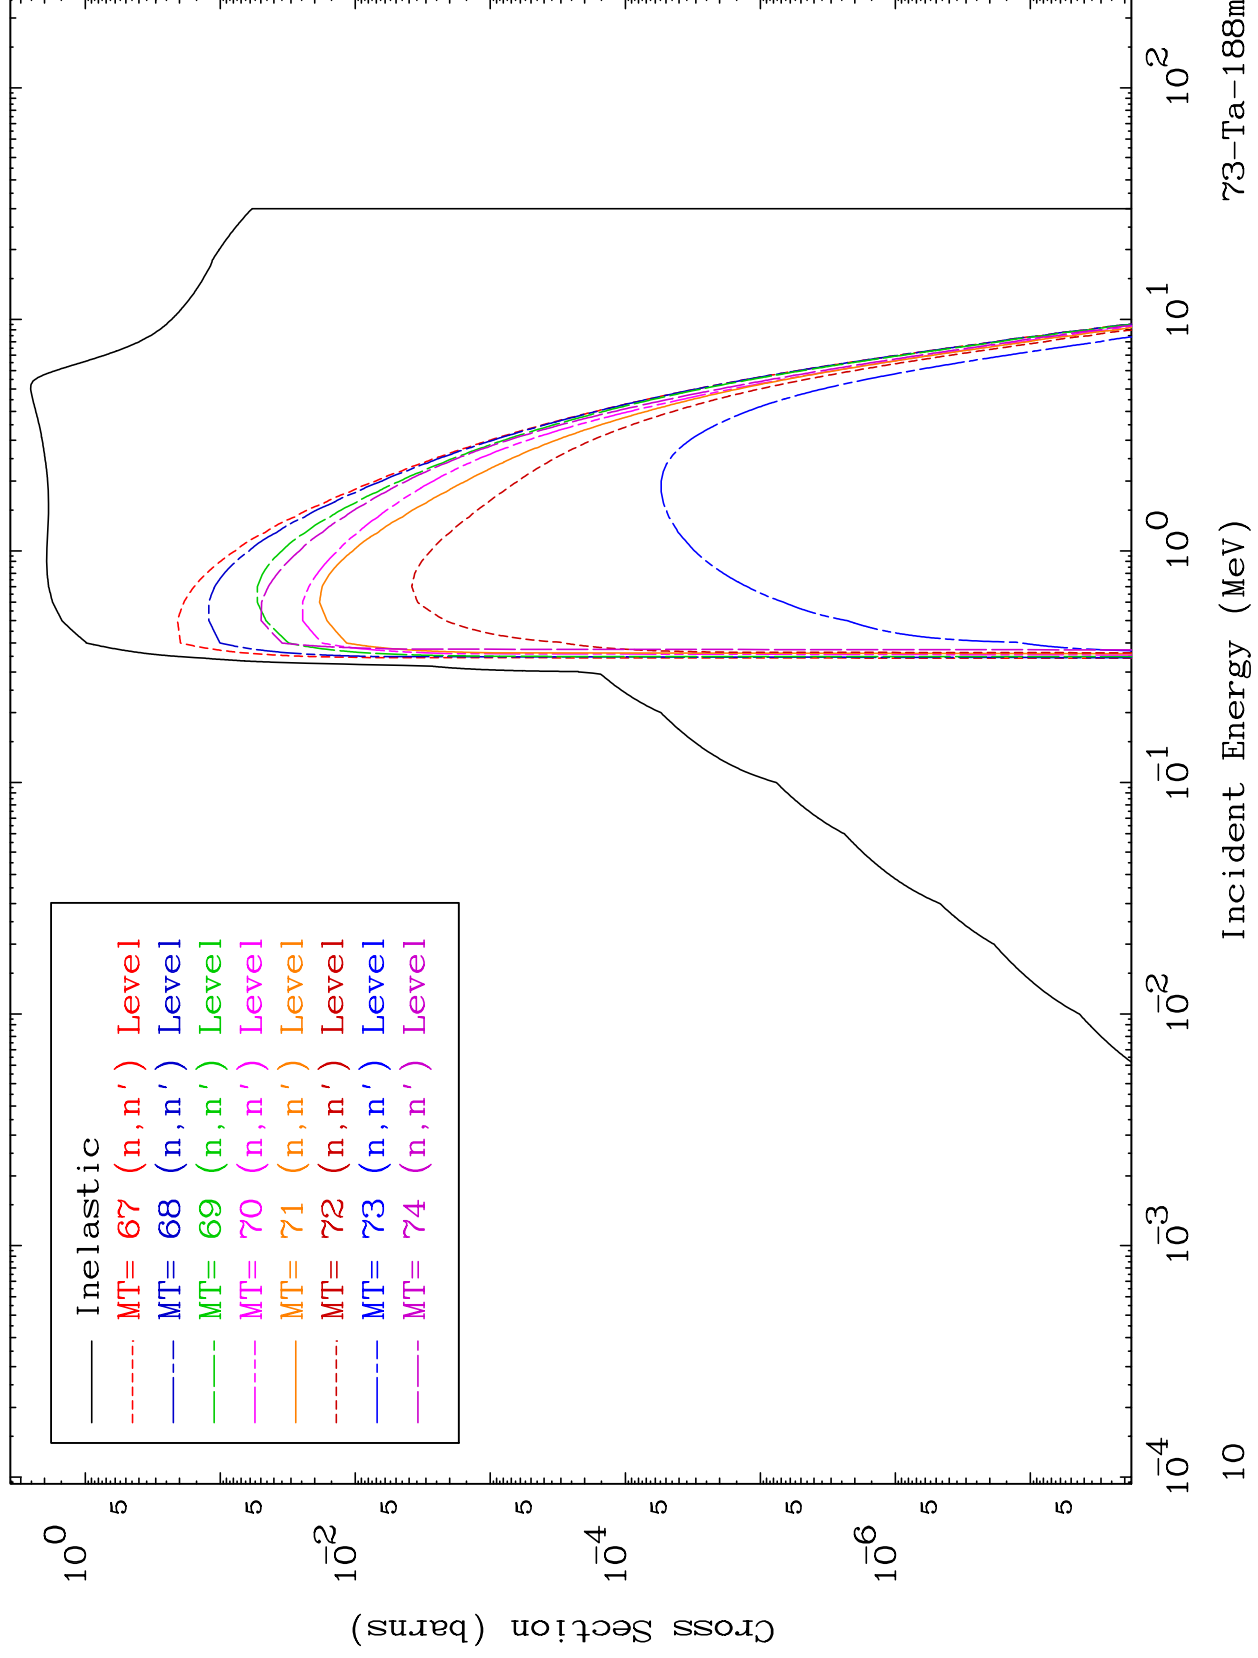 Inelastic
MT= 67 (n,n') Level
MT= 68 (n,n') Level
MT= 69 (n,n') Level
MT= 70 (n,n') Level
MT= 71 (n,n') Level
MT= 72 (n,n') Level
MT= 73 (n,n') Level
MT= 74 (n,n') Level
Cross Section (barns)
10^0
5
5
10^-2
5
5
10^-4
5
5
10^-6
5
5
10^-4
10^-3
10^-2
10^-1
10^0
10^1
10^2
10
Incident Energy (MeV)
73-Ta-188m